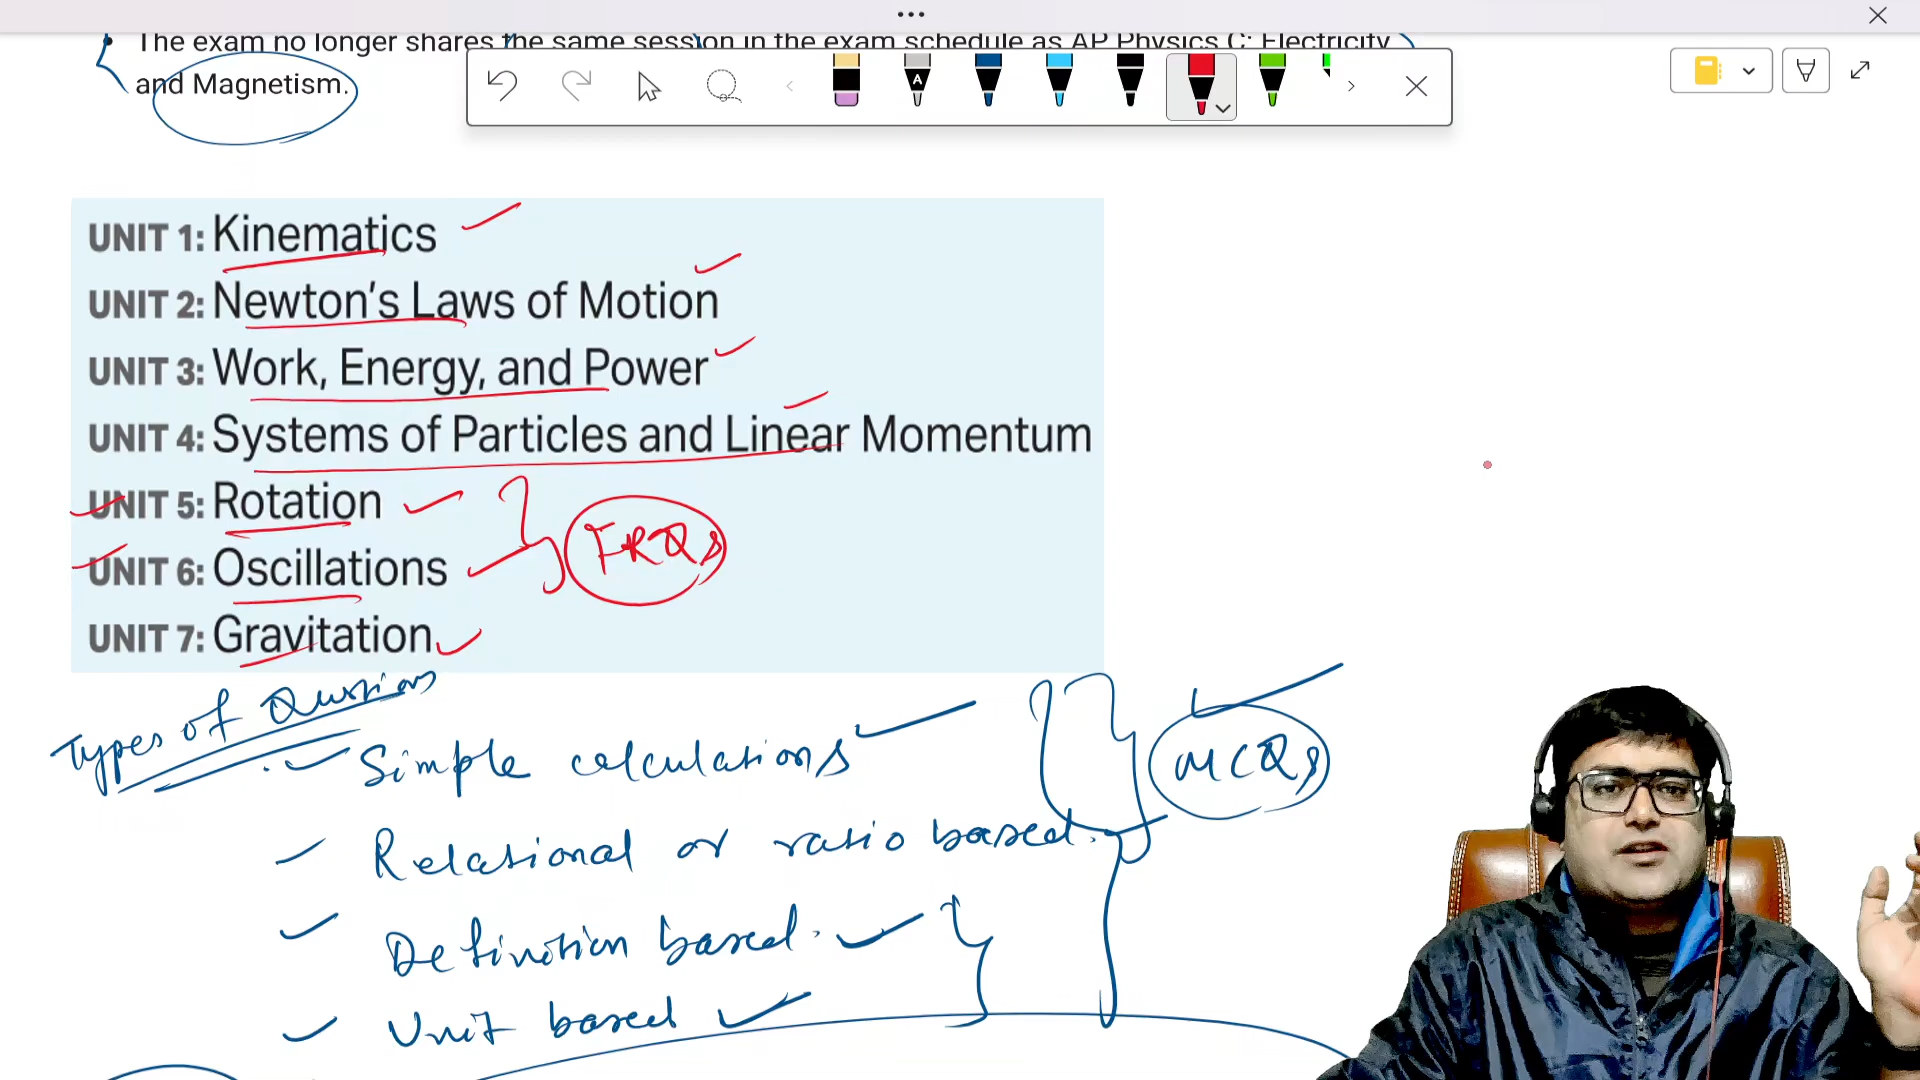 The exam no longer shares the same session in the exam schedule as AP Physics C: Electricity
and Magnetism.
A
UNIT 1: Kinematics
UNIT 2: Newton's Laws of Motion
UNIT 3: Work, Energy, and Power
UNIT 4: Systems of Particles and Linear Momentum
UNIT 5: Rotation
FRQs
UNIT 6: Oscillations
UNIT 7: Gravitation
Types of Question
Simple calculations
MCQs
Relational or ratio based.
Definition based.
Unit based